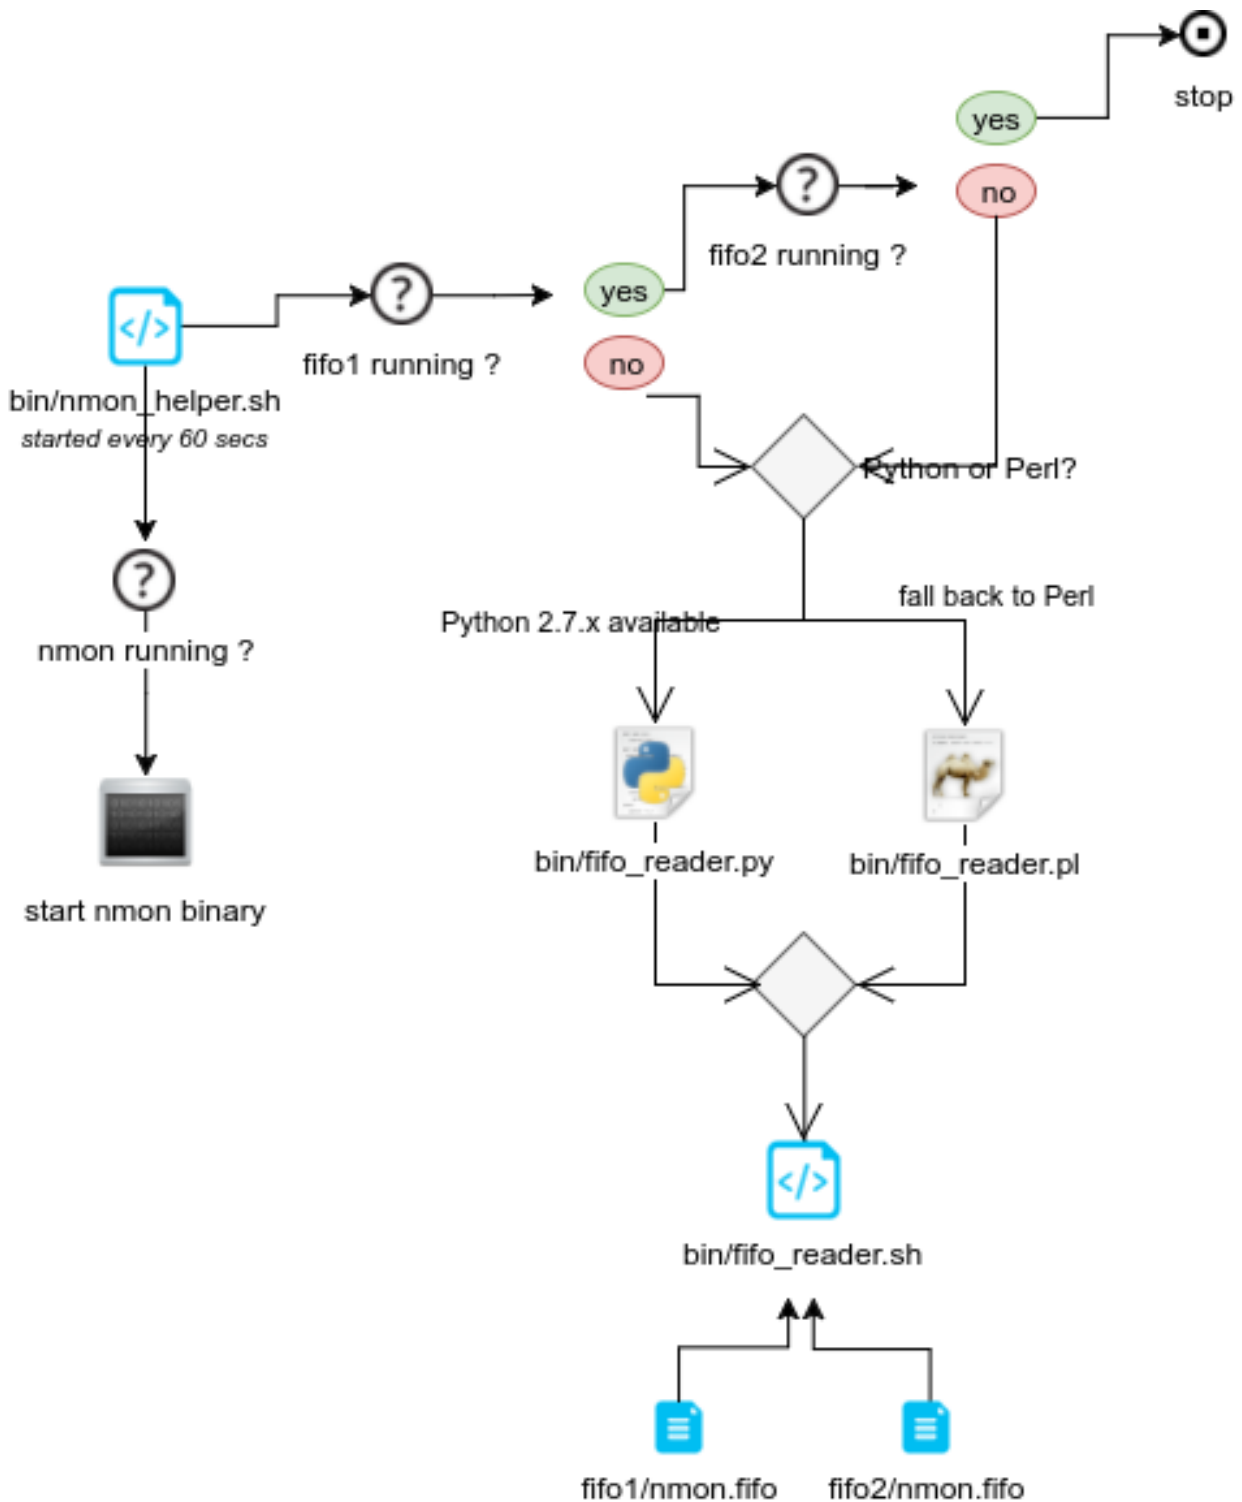 stop
yes
no
?
fifo2 running ?
yes
no
?
fifo1 running ?
</>
bin/nmon_helper.sh
started every 60 secs
Python or Perl?
?
nmon running ?
start nmon binary
Python 2.7.x available
fall back to Perl
bin/fifo_reader.py
bin/fifo_reader.pl
</>
bin/fifo_reader.sh
fifo1/nmon.fifo
fifo2/nmon.fifo